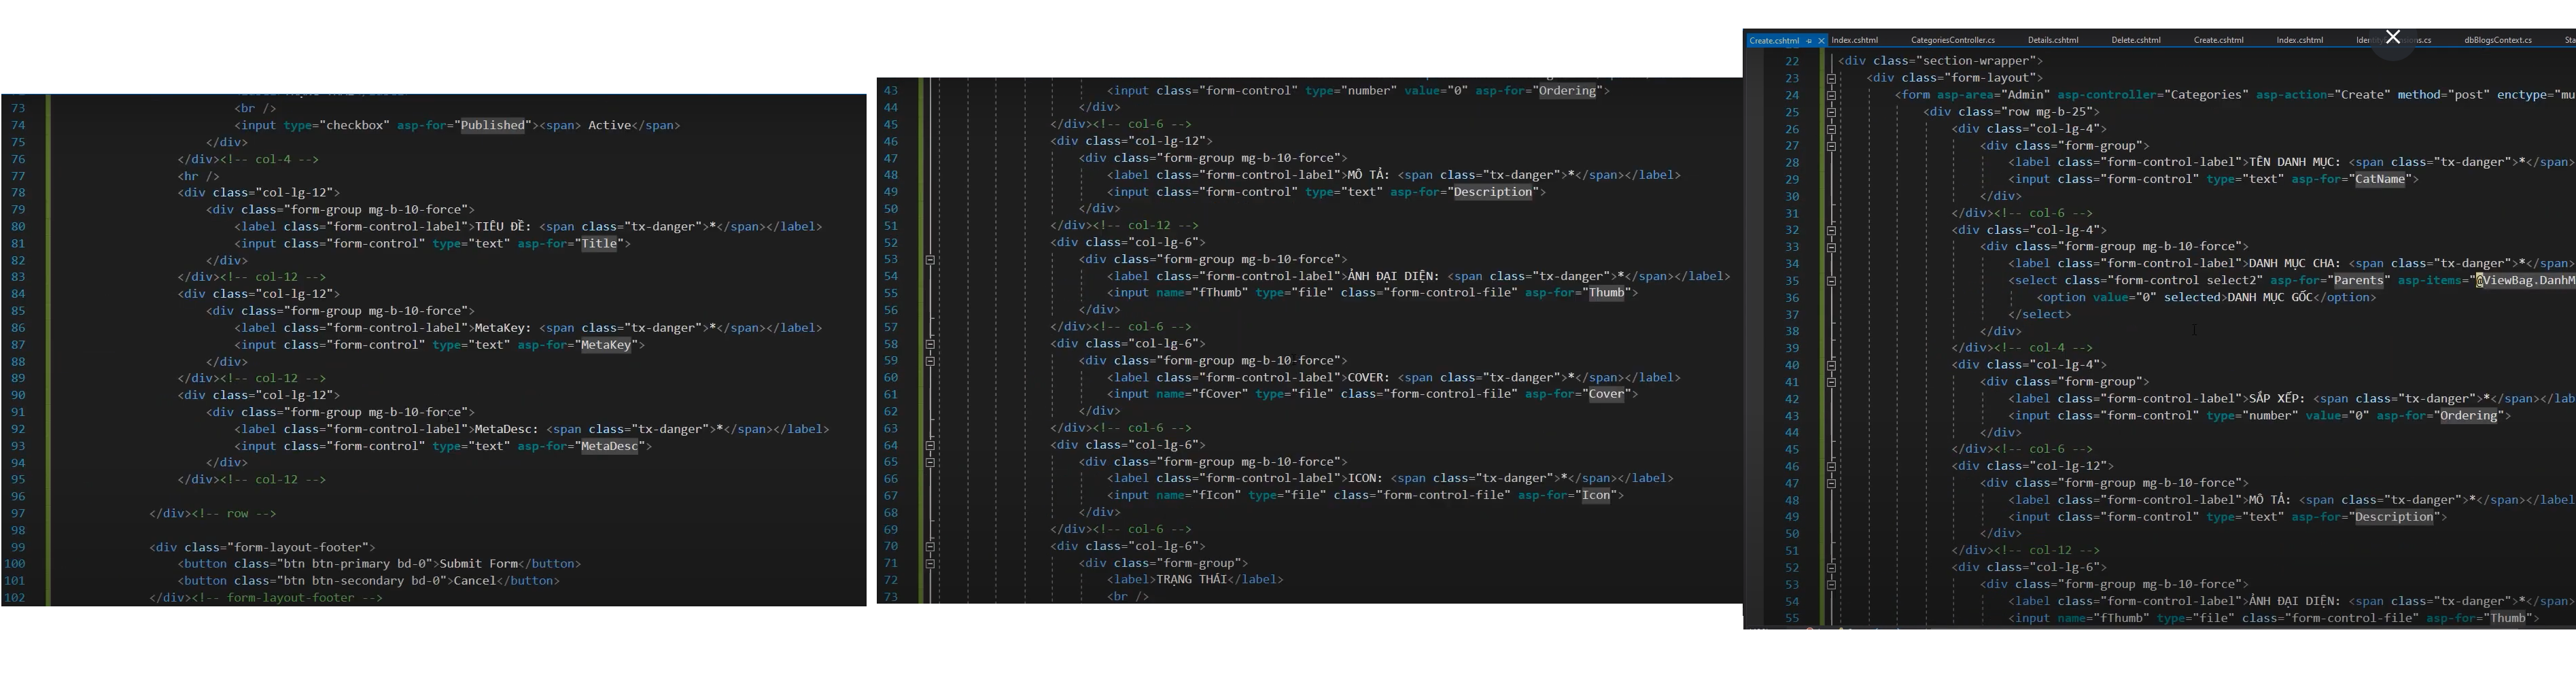 73 <br />
74 <input type="checkbox" asp-for="Published"><span> Active</span>
75 </div>
76 </div><!-- col-4 -->
77 <hr />
78 <div class="col-lg-12">
79 <div class="form-group mg-b-10-force">
80 <label class="form-control-label">TIÊU ĐỀ: <span class="tx-danger">*</span></label>
81 <input class="form-control" type="text" asp-for="Title">
82 </div>
83 </div><!-- col-12 -->
84 <div class="col-lg-12">
85 <div class="form-group mg-b-10-force">
86 <label class="form-control-label">MetaKey: <span class="tx-danger">*</span></label>
87 <input class="form-control" type="text" asp-for="MetaKey">
88 </div>
89 </div><!-- col-12 -->
90 <div class="col-lg-12">
91 <div class="form-group mg-b-10-force">
92 <label class="form-control-label">MetaDesc: <span class="tx-danger">*</span></label>
93 <input class="form-control" type="text" asp-for="MetaDesc">
94 </div>
95 </div><!-- col-12 -->
96
97 </div><!-- row -->
98
99 <div class="form-layout-footer">
100 <button class="btn btn-primary bd-0">Submit Form</button>
101 <button class="btn btn-secondary bd-0">Cancel</button>
102 </div><!-- form-layout-footer -->
43 <input class="form-control" type="number" value="0" asp-for="Ordering">
44 </div>
45 </div><!-- col-6 -->
46 <div class="col-lg-12">
47 <div class="form-group mg-b-10-force">
48 <label class="form-control-label">MÔ TẢ: <span class="tx-danger">*</span></label>
49 <input class="form-control" type="text" asp-for="Description">
50 </div>
51 </div><!-- col-12 -->
52 <div class="col-lg-6">
53 <div class="form-group mg-b-10-force">
54 <label class="form-control-label">ẢNH ĐẠI DIỆN: <span class="tx-danger">*</span></label>
55 <input name="fThumb" type="file" class="form-control-file" asp-for="Thumb">
56 </div>
57 </div><!-- col-6 -->
58 <div class="col-lg-6">
59 <div class="form-group mg-b-10-force">
60 <label class="form-control-label">COVER: <span class="tx-danger">*</span></label>
61 <input name="fCover" type="file" class="form-control-file" asp-for="Cover">
62 </div>
63 </div><!-- col-6 -->
64 <div class="col-lg-6">
65 <div class="form-group mg-b-10-force">
66 <label class="form-control-label">ICON: <span class="tx-danger">*</span></label>
67 <input name="fIcon" type="file" class="form-control-file" asp-for="Icon">
68 </div>
69 </div><!-- col-6 -->
70 <div class="col-lg-6">
71 <div class="form-group">
72 <label>TRẠNG THÁI</label>
73 <br />
Create.cshtml Index.cshtml CategoriesController.cs Details.cshtml Delete.cshtml Create.cshtml Index.cshtml dbBlogsContext.cs
22 <div class="section-wrapper">
23 <div class="form-layout">
24 <form asp-area="Admin" asp-controller="Categories" asp-action="Create" method="post" enctype="mu
25 <div class="row mg-b-25">
26 <div class="col-lg-4">
27 <div class="form-group">
28 <label class="form-control-label">TÊN DANH MỤC: <span class="tx-danger">*</span>
29 <input class="form-control" type="text" asp-for="CatName">
30 </div>
31 </div><!-- col-6 -->
32 <div class="col-lg-4">
33 <div class="form-group mg-b-10-force">
34 <label class="form-control-label">DANH MỤC CHA: <span class="tx-danger">*</span>
35 <select class="form-control select2" asp-for="Parents" asp-items="@ViewBag.DanhM
36 <option value="0" selected>DANH MỤC GỐC</option>
37 </select>
38 </div>
39 </div><!-- col-4 -->
40 <div class="col-lg-4">
41 <div class="form-group">
42 <label class="form-control-label">SẮP XẾP: <span class="tx-danger">*</span></lab
43 <input class="form-control" type="number" value="0" asp-for="Ordering">
44 </div>
45 </div><!-- col-6 -->
46 <div class="col-lg-12">
47 <div class="form-group mg-b-10-force">
48 <label class="form-control-label">MÔ TẢ: <span class="tx-danger">*</span></label
49 <input class="form-control" type="text" asp-for="Description">
50 </div>
51 </div><!-- col-12 -->
52 <div class="col-lg-6">
53 <div class="form-group mg-b-10-force">
54 <label class="form-control-label">ẢNH ĐẠI DIỆN: <span class="tx-danger">*</span>
55 <input name="fThumb" type="file" class="form-control-file" asp-for="Thumb">